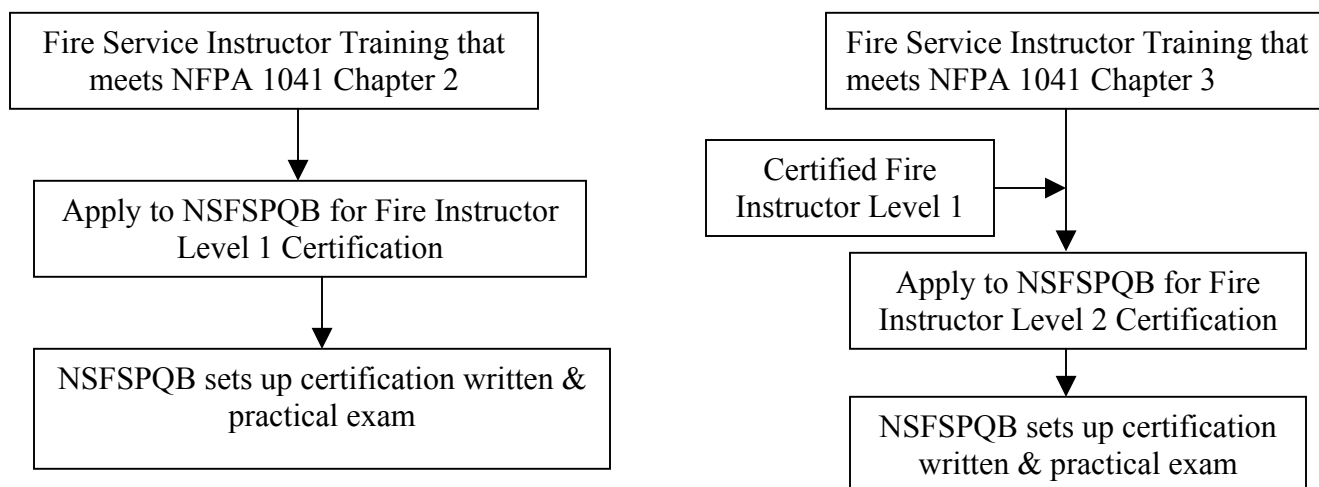 Fire Service Instructor Training that
meets NFPA 1041 Chapter 2
Apply to NSFSPQB for Fire Instructor
Level 1 Certification
NSFSPQB sets up certification written &
practical exam
Fire Service Instructor Training that
meets NFPA 1041 Chapter 3
Certified Fire
Instructor Level 1
Apply to NSFSPQB for Fire
Instructor Level 2 Certification
NSFSPQB sets up certification
written & practical exam